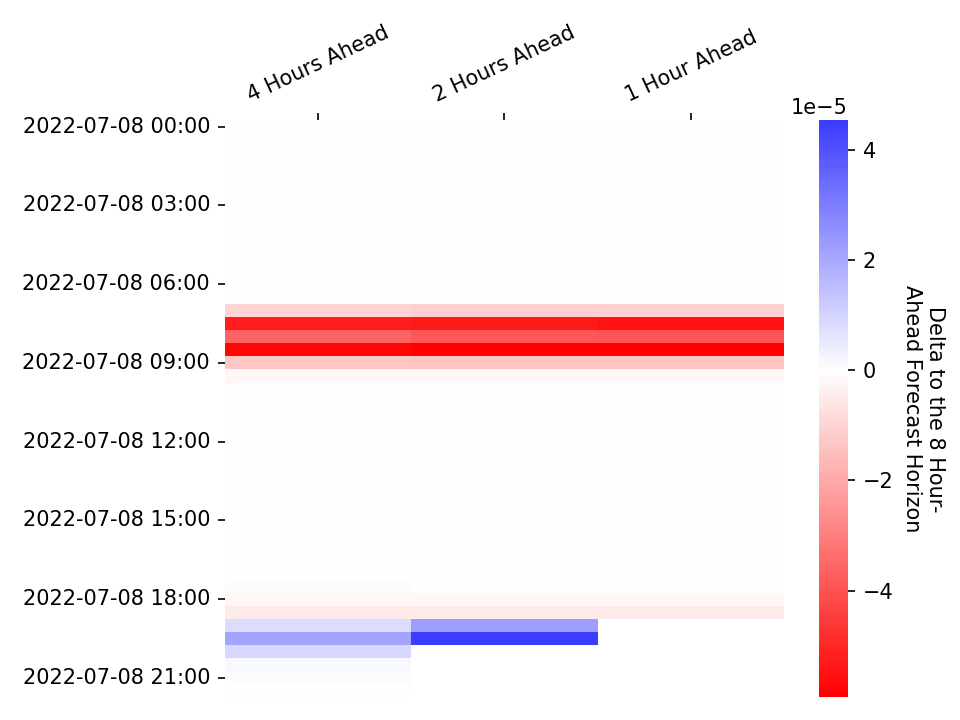 4 Hours Ahead
2 Hours Ahead
1 Hour Ahead
1e−5
2022-07-08 00:00
2022-07-08 03:00
2022-07-08 06:00
2022-07-08 09:00
2022-07-08 12:00
2022-07-08 15:00
2022-07-08 18:00
2022-07-08 21:00
4
2
0
−2
−4
Delta to the 8 Hour-
Ahead Forecast Horizon